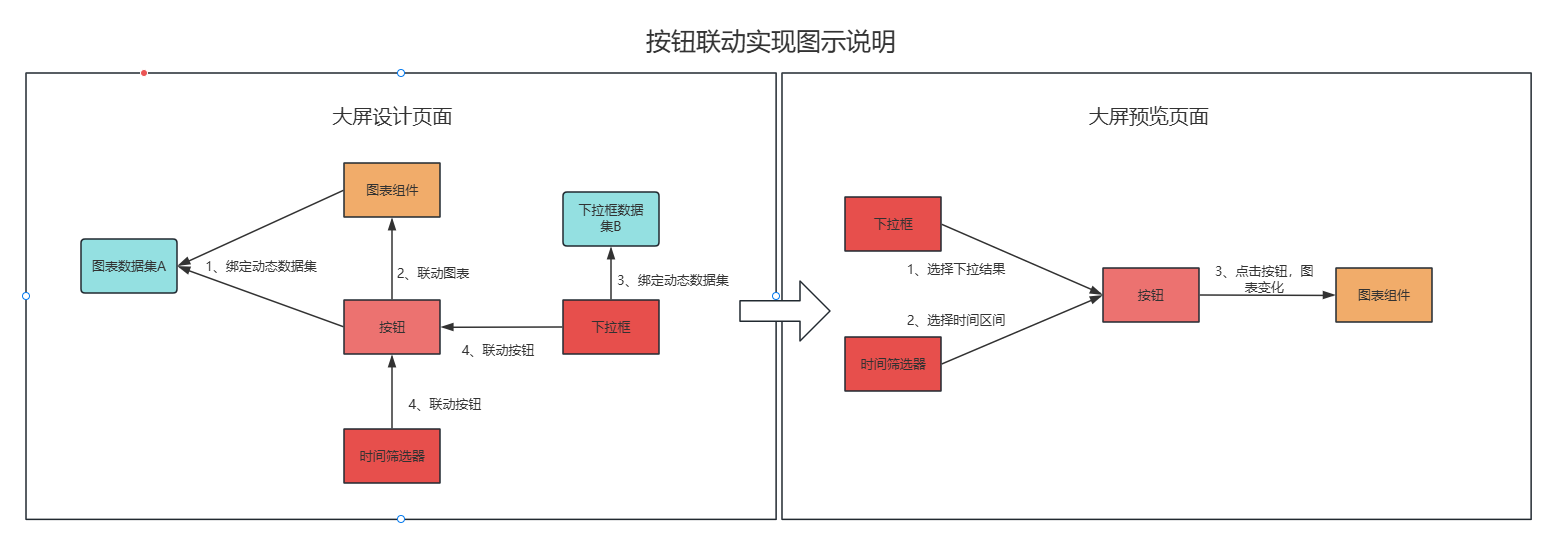 按钮联动实现图示说明
大屏设计页面
图表组件
下拉框数据
集B
图表数据集A
1、绑定动态数据集
2、联动图表
3、绑定动态数据集
按钮
下拉框
4、联动按钮
4、联动按钮
时间筛选器
大屏预览页面
下拉框
1、选择下拉结果
3、点击按钮，图
表变化
按钮
图表组件
2、选择时间区间
时间筛选器